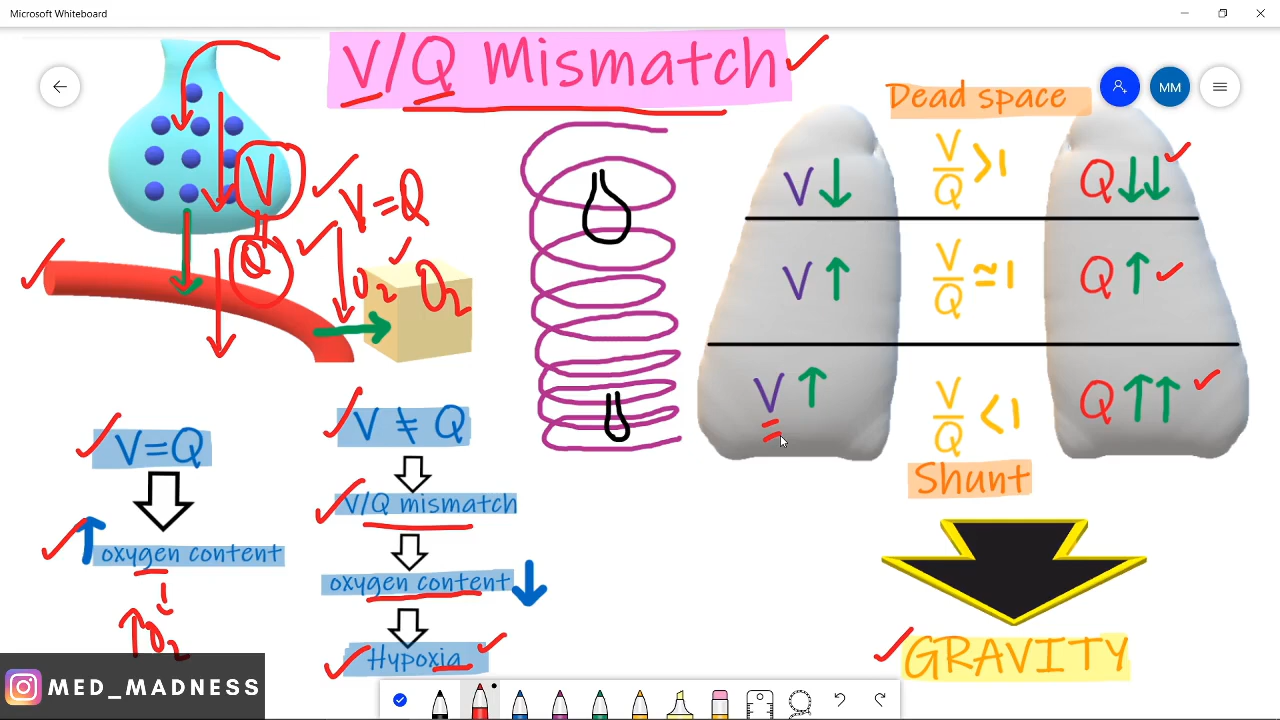 Microsoft Whiteboard
V/Q Mismatch
MM
V
Q
V=Q
O2
O2
V=Q
oxygen content
↑O2
V ≠ Q
V/Q mismatch
oxygen content
Hypoxia
Dead space
V↓
V/Q >1
Q↓↓
V↑
V/Q ≃1
Q↑
V↑
V/Q <1
Q↑↑
Shunt
GRAVITY
MED_MADNESS